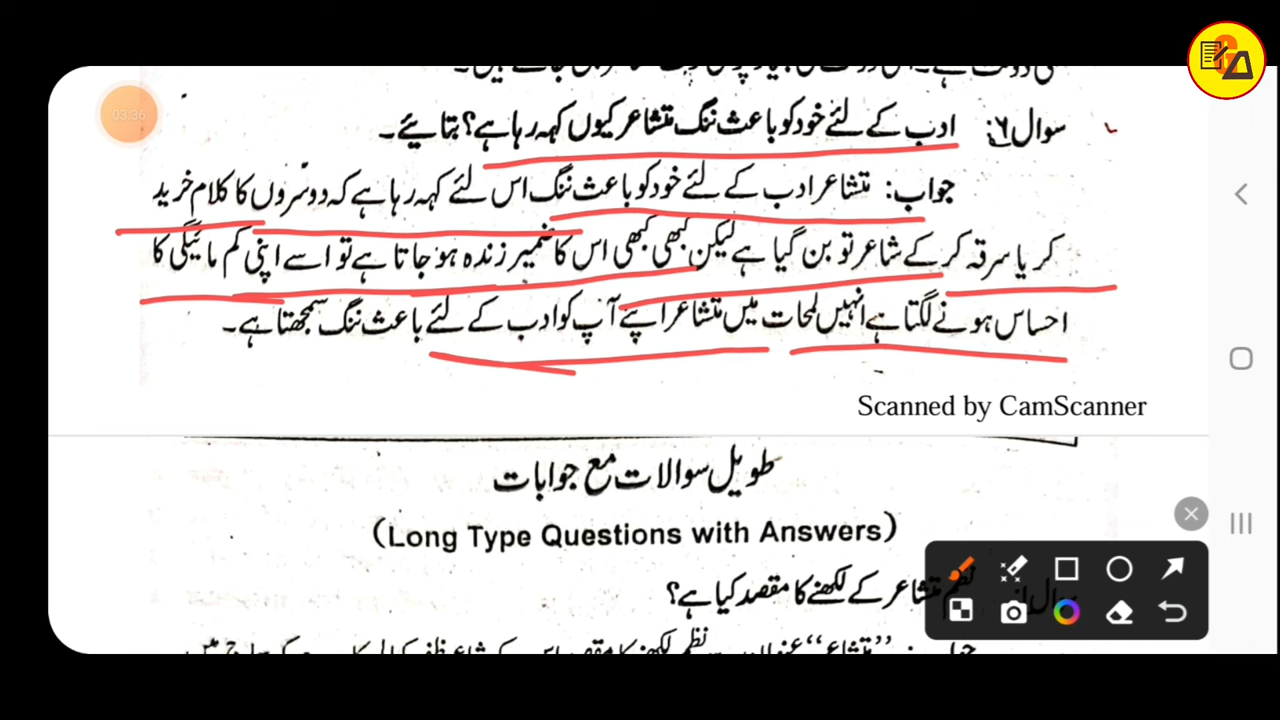 03:36
سوال ۶: ادب کے لئے خود کو باعث ننگ متشاعر کیوں کہہ رہا ہے؟ بتائیے۔
جواب: متشاعر ادب کے لئے خود کو باعث ننگ اس لئے کہہ رہا ہے کہ دوسروں کا کلام خرید
کر یا سرقہ کر کے شاعر تو بن گیا ہے لیکن کبھی کبھی اس کا ضمیر زندہ ہو جاتا ہے تو اسے اپنی کم مائیگی کا
احساس ہونے لگتا ہے انہیں لمحات میں متشاعر اپنے آپ کو ادب کے لئے باعث ننگ سمجھتا ہے۔
Scanned by CamScanner
طویل سوالات مع جوابات
(Long Type Questions with Answers)
نظم متشاعر کے لکھنے کا مقصد کیا ہے؟